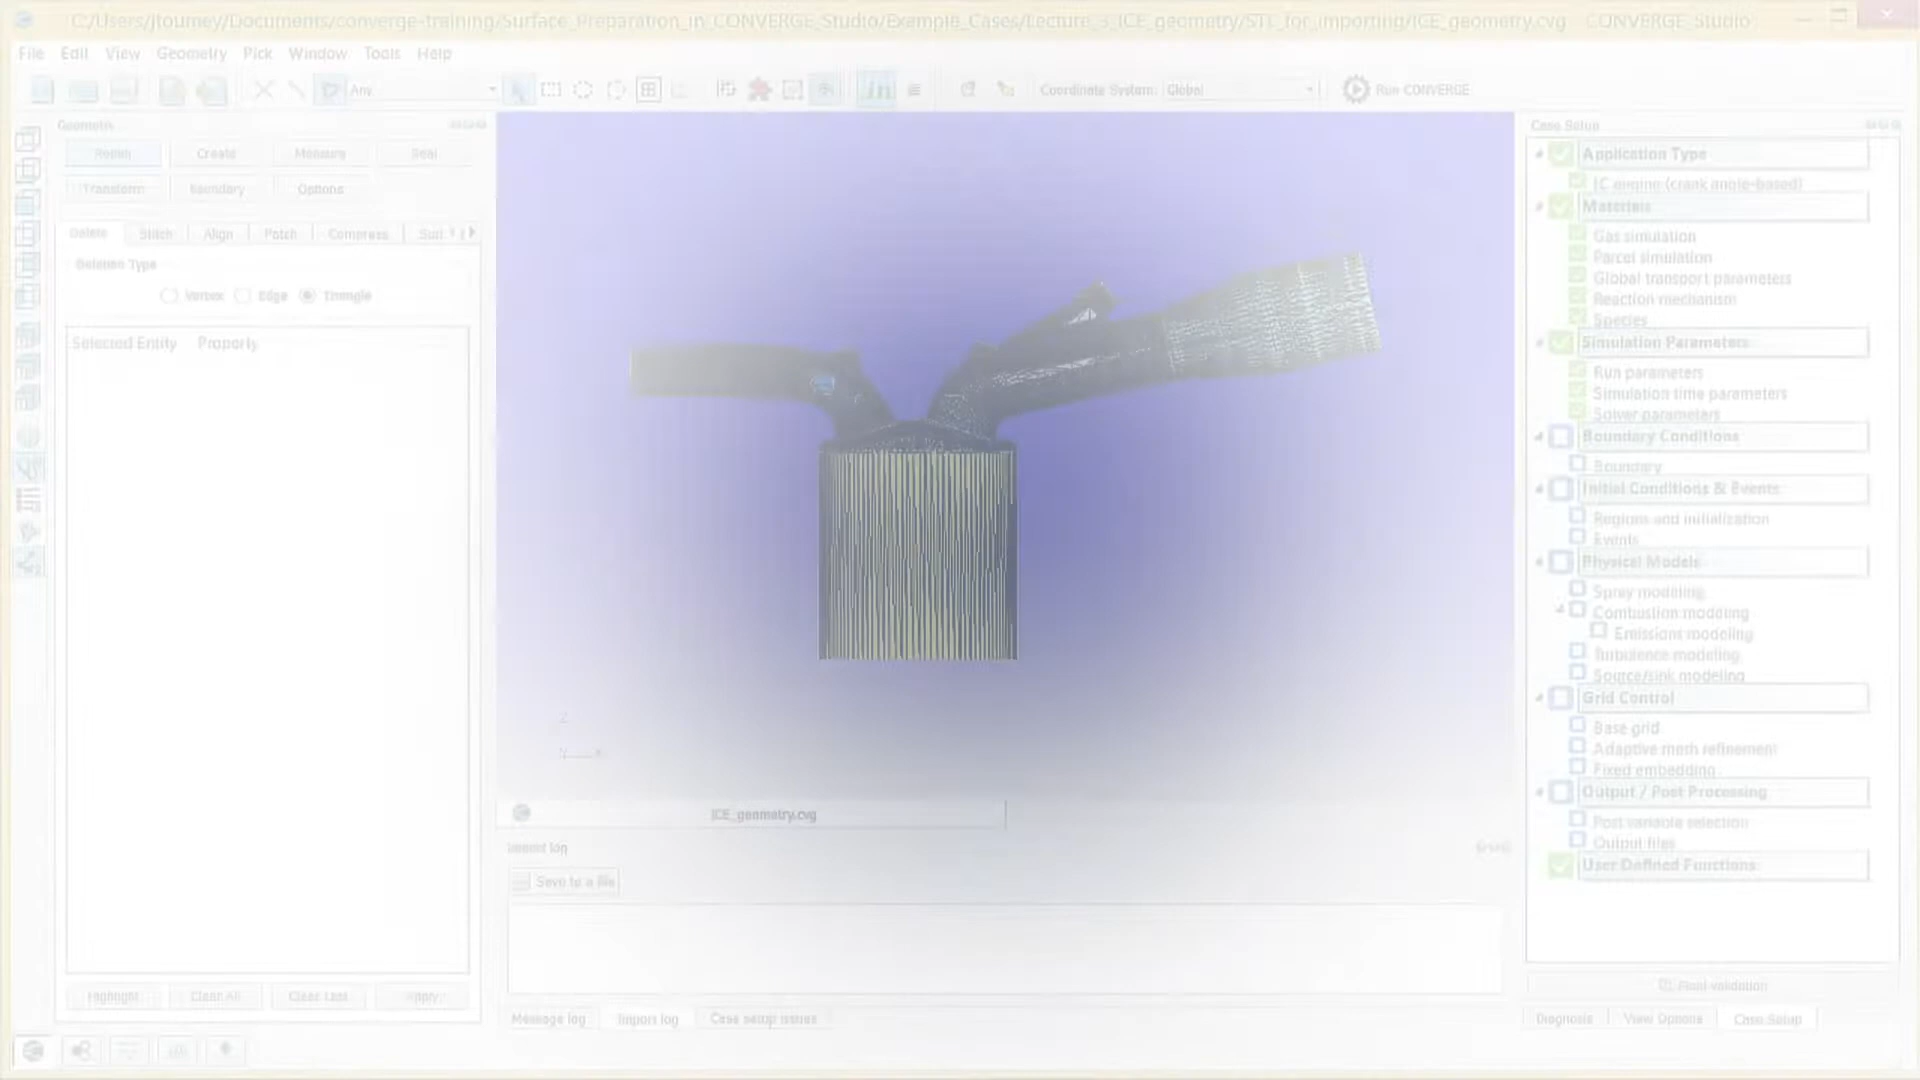 C:/Users/jtourney/Documents/converge-training/Surface_Preparation_in_CONVERGE_Studio/Example_Cases/Lecture_3_ICE_geometry/STL_for_importing/ICE_geometry.cvg - CONVERGE_Studio
File Edit View Geometry Pick Window Tools Help
Any
Coordinate System: Global
Run CONVERGE
Geometry
Repair Create Measure Seal
Transform Boundary Options
Delete Stitch Align Patch Compress Surf
Deletion Type
Vertex Edge Triangle
Selected Entity Property
Highlight Clear All Clear Last Apply
Z
Y
ICE_geometry.cvg
Import log
Save to a file
Message log Import log Case setup issues
Case Setup
Application Type
IC engine (crank angle-based)
Materials
Gas simulation
Parcel simulation
Global transport parameters
Reaction mechanism
Species
Simulation Parameters
Run parameters
Simulation time parameters
Solver parameters
Boundary Conditions
Boundary
Initial Conditions & Events
Regions and initialization
Events
Physical Models
Spray modeling
Combustion modeling
Emissions modeling
Turbulence modeling
Source/sink modeling
Grid Control
Base grid
Adaptive mesh refinement
Fixed embedding
Output / Post Processing
Post variable selection
Output files
User Defined Functions
Final validation
Diagnosis View Options Case Setup